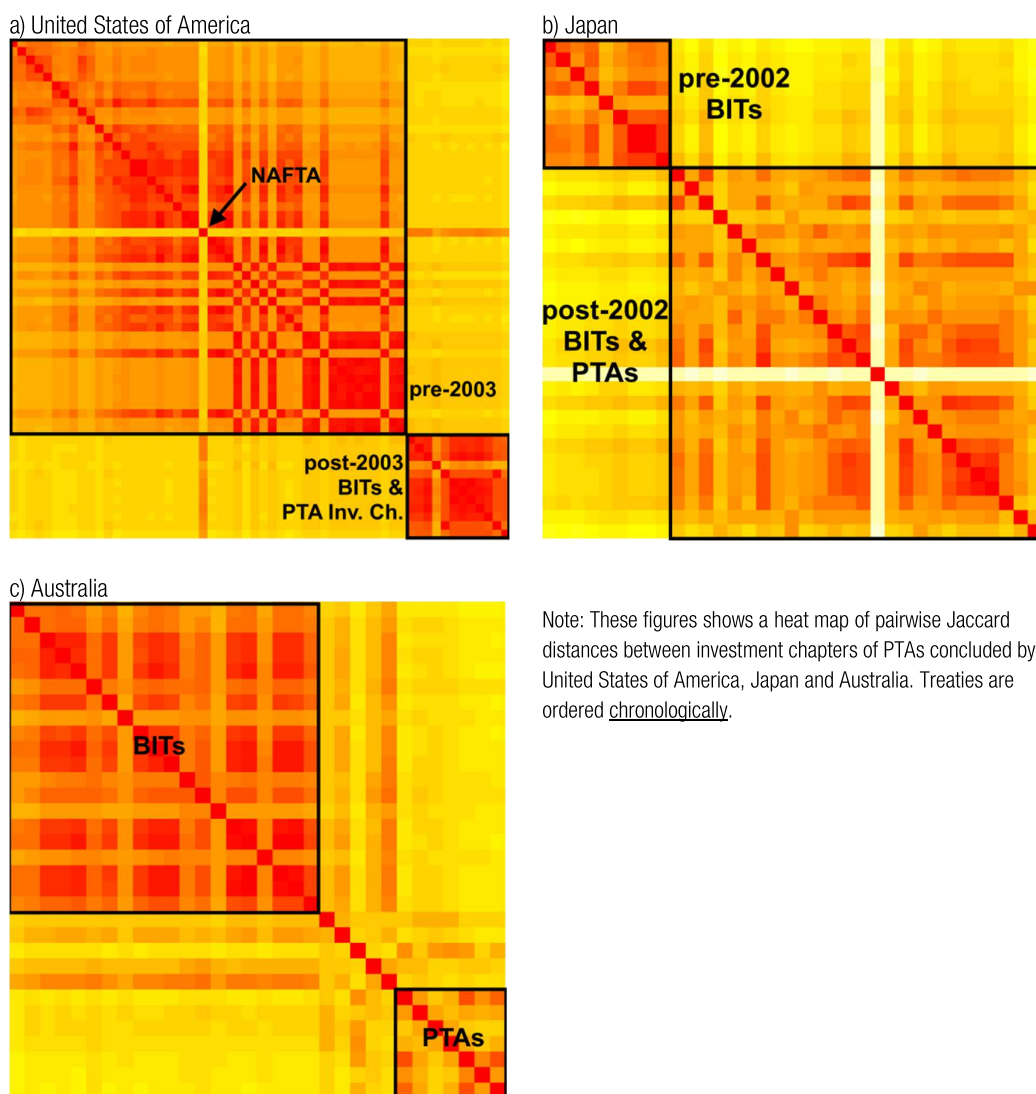 a) United States of America
NAFTA
pre-2003
post-2003
BITs &
PTA Inv. Ch.
b) Japan
pre-2002
BITs
post-2002
BITs &
PTAs
c) Australia
BITs
PTAs
Note: These figures shows a heat map of pairwise Jaccard
distances between investment chapters of PTAs concluded by
United States of America, Japan and Australia. Treaties are
ordered chronologically.